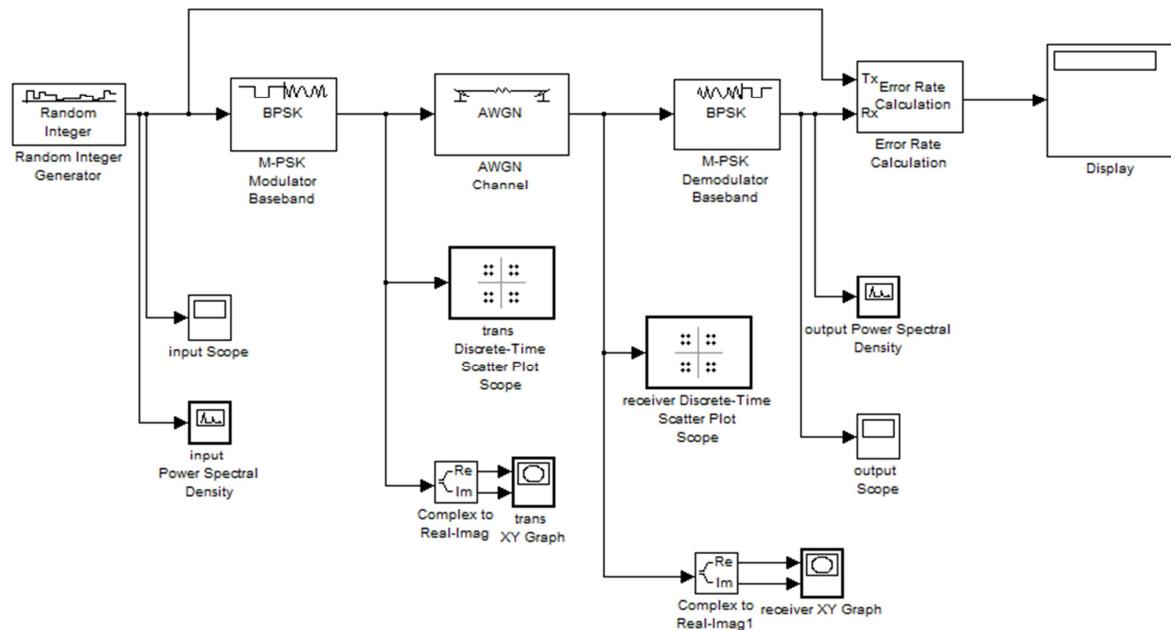 Random
Integer
Random Integer
Generator
BPSK
M-PSK
Modulator
Baseband
AWGN
AWGN
Channel
BPSK
M-PSK
Demodulator
Baseband
Tx
Rx
Error Rate
Calculation
Error Rate
Calculation
Display
input Scope
input
Power Spectral
Density
trans
Discrete-Time
Scatter Plot
Scope
receiver Discrete-Time
Scatter Plot
Scope
output Power Spectral
Density
output
Scope
Re
Im
Complex to
Real-Imag
trans
XY Graph
Re
Im
Complex to
Real-Imag1
receiver XY Graph